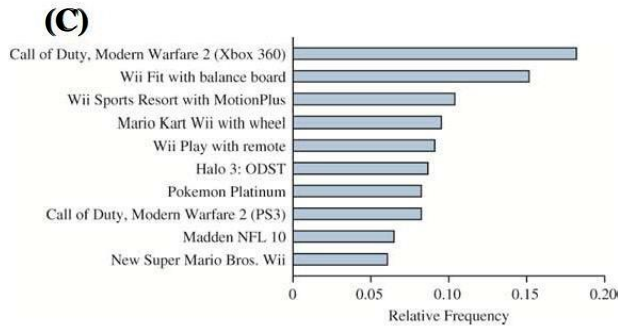 (C)
Call of Duty, Modern Warfare 2 (Xbox 360)
Wii Fit with balance board
Wii Sports Resort with MotionPlus
Mario Kart Wii with wheel
Wii Play with remote
Halo 3: ODST
Pokemon Platinum
Call of Duty, Modern Warfare 2 (PS3)
Madden NFL 10
New Super Mario Bros. Wii
0 0.05 0.10 0.15 0.20
Relative Frequency